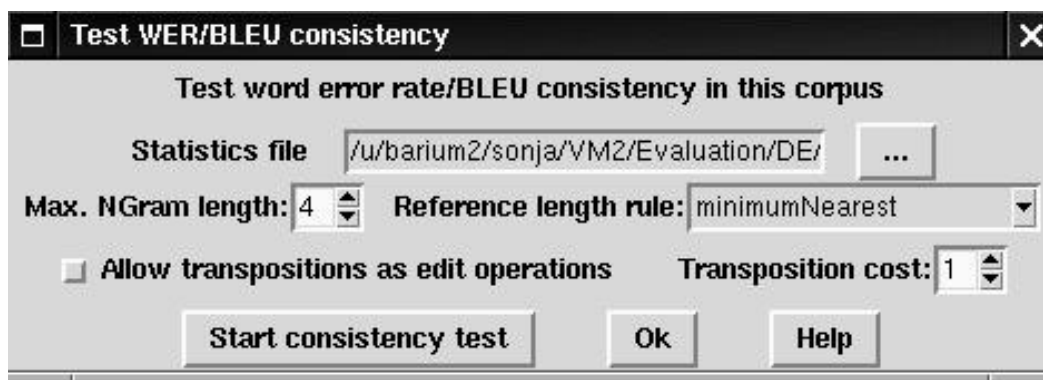 Test WER/BLEU consistency
Test word error rate/BLEU consistency in this corpus
Statistics file /u/barium2/sonja/VM2/Evaluation/DE/ ...
Max. NGram length: 4 Reference length rule: minimumNearest
Allow transpositions as edit operations Transposition cost: 1
Start consistency test Ok Help